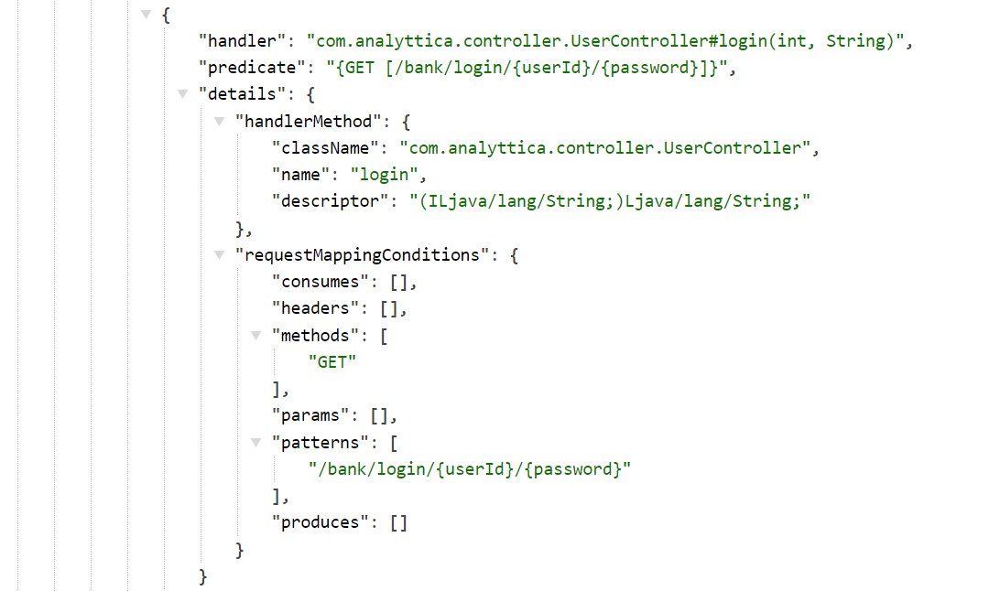 {
"handler": "com.analyttica.controller.UserController#login(int, String)",
"predicate": "{GET [/bank/login/{userId}/{password}]}",
"details": {
"handlerMethod": {
"className": "com.analyttica.controller.UserController",
"name": "login",
"descriptor": "(ILjava/lang/String;)Ljava/lang/String;"
},
"requestMappingConditions": {
"consumes": [],
"headers": [],
"methods": [
"GET"
],
"params": [],
"patterns": [
"/bank/login/{userId}/{password}"
],
"produces": []
}
}